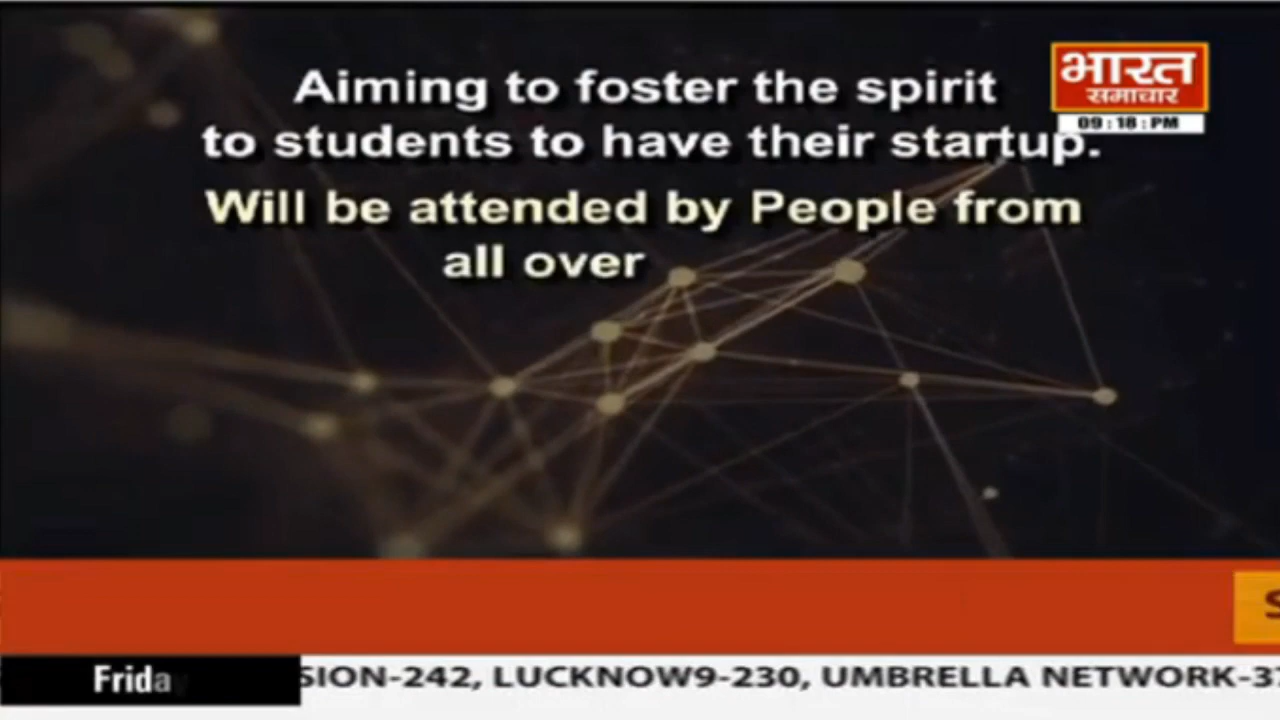 Aiming to foster the spirit
to students to have their startup.
Will be attended by People from
all over
भारत
समाचार
09:18:PM
S
Frida
SION-242, LUCKNOW9-230, UMBRELLA NETWORK-37